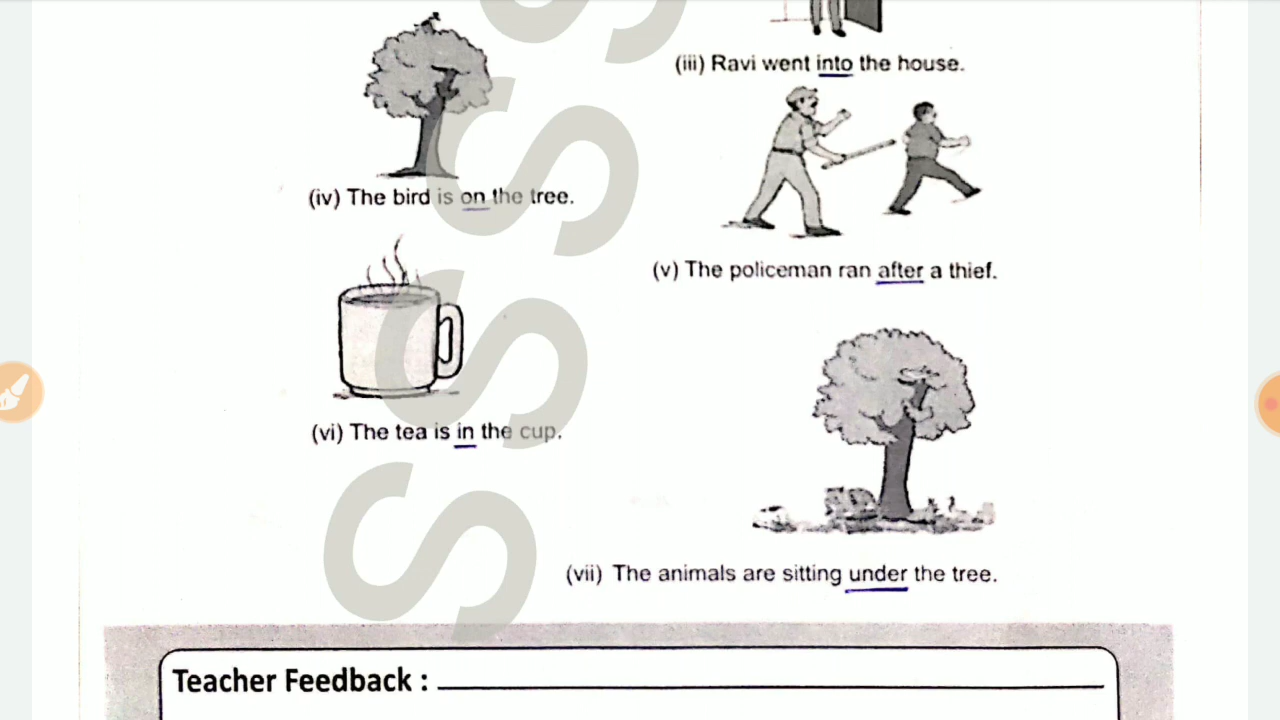 (iii) Ravi went into the house.
(iv) The bird is on the tree.
(v) The policeman ran after a thief.
(vi) The tea is in the cup.
(vii) The animals are sitting under the tree.
Teacher Feedback :
SSSS